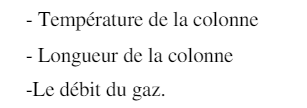 - Température de la colonne
- Longueur de la colonne
-Le débit du gaz.